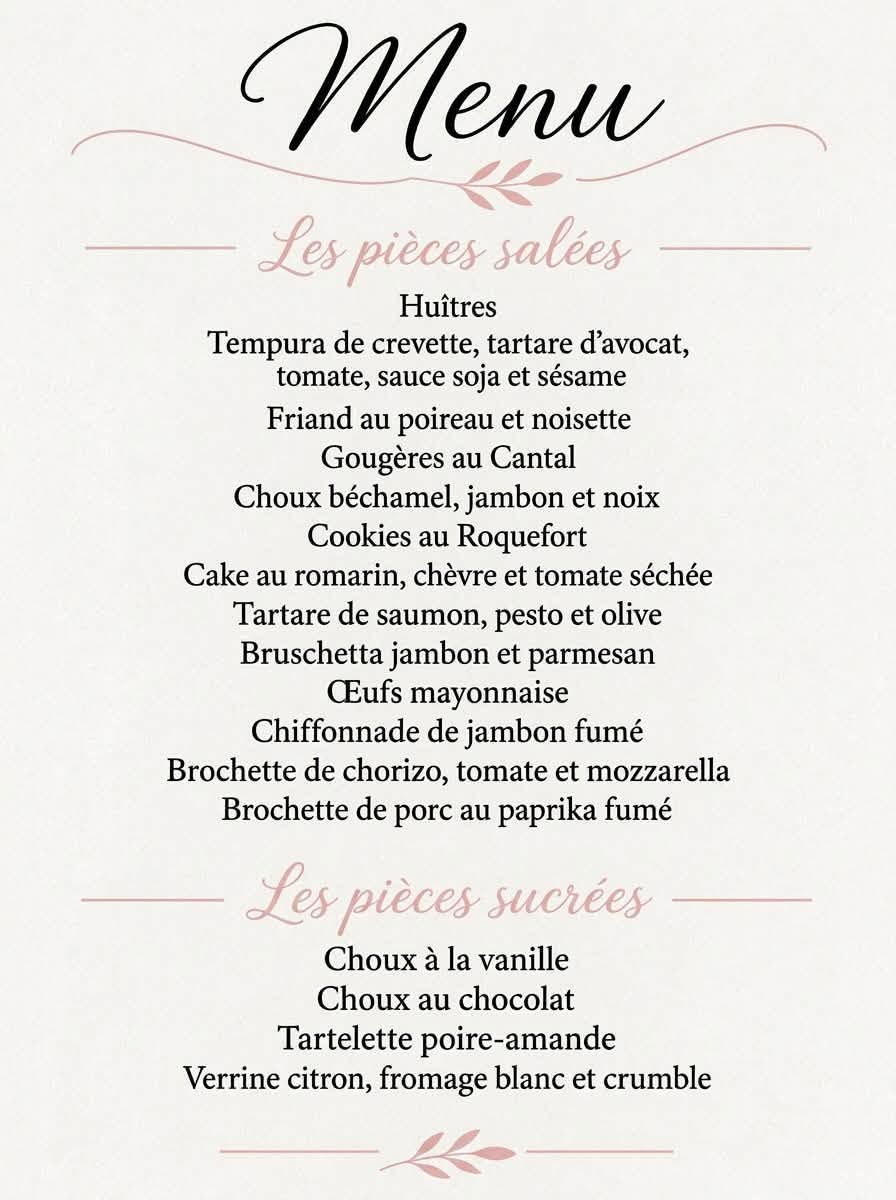 Menu
Les pièces salées
Huîtres
Tempura de crevette, tartare d’avocat,
tomate, sauce soja et sésame
Friand au poireau et noisette
Gougères au Cantal
Choux béchamel, jambon et noix
Cookies au Roquefort
Cake au romarin, chèvre et tomate séchée
Tartare de saumon, pesto et olive
Bruschetta jambon et parmesan
Œufs mayonnaise
Chiffonnade de jambon fumé
Brochette de chorizo, tomate et mozzarella
Brochette de porc au paprika fumé
Les pièces sucrées
Choux à la vanille
Choux au chocolat
Tartelette poire-amande
Verrine citron, fromage blanc et crumble